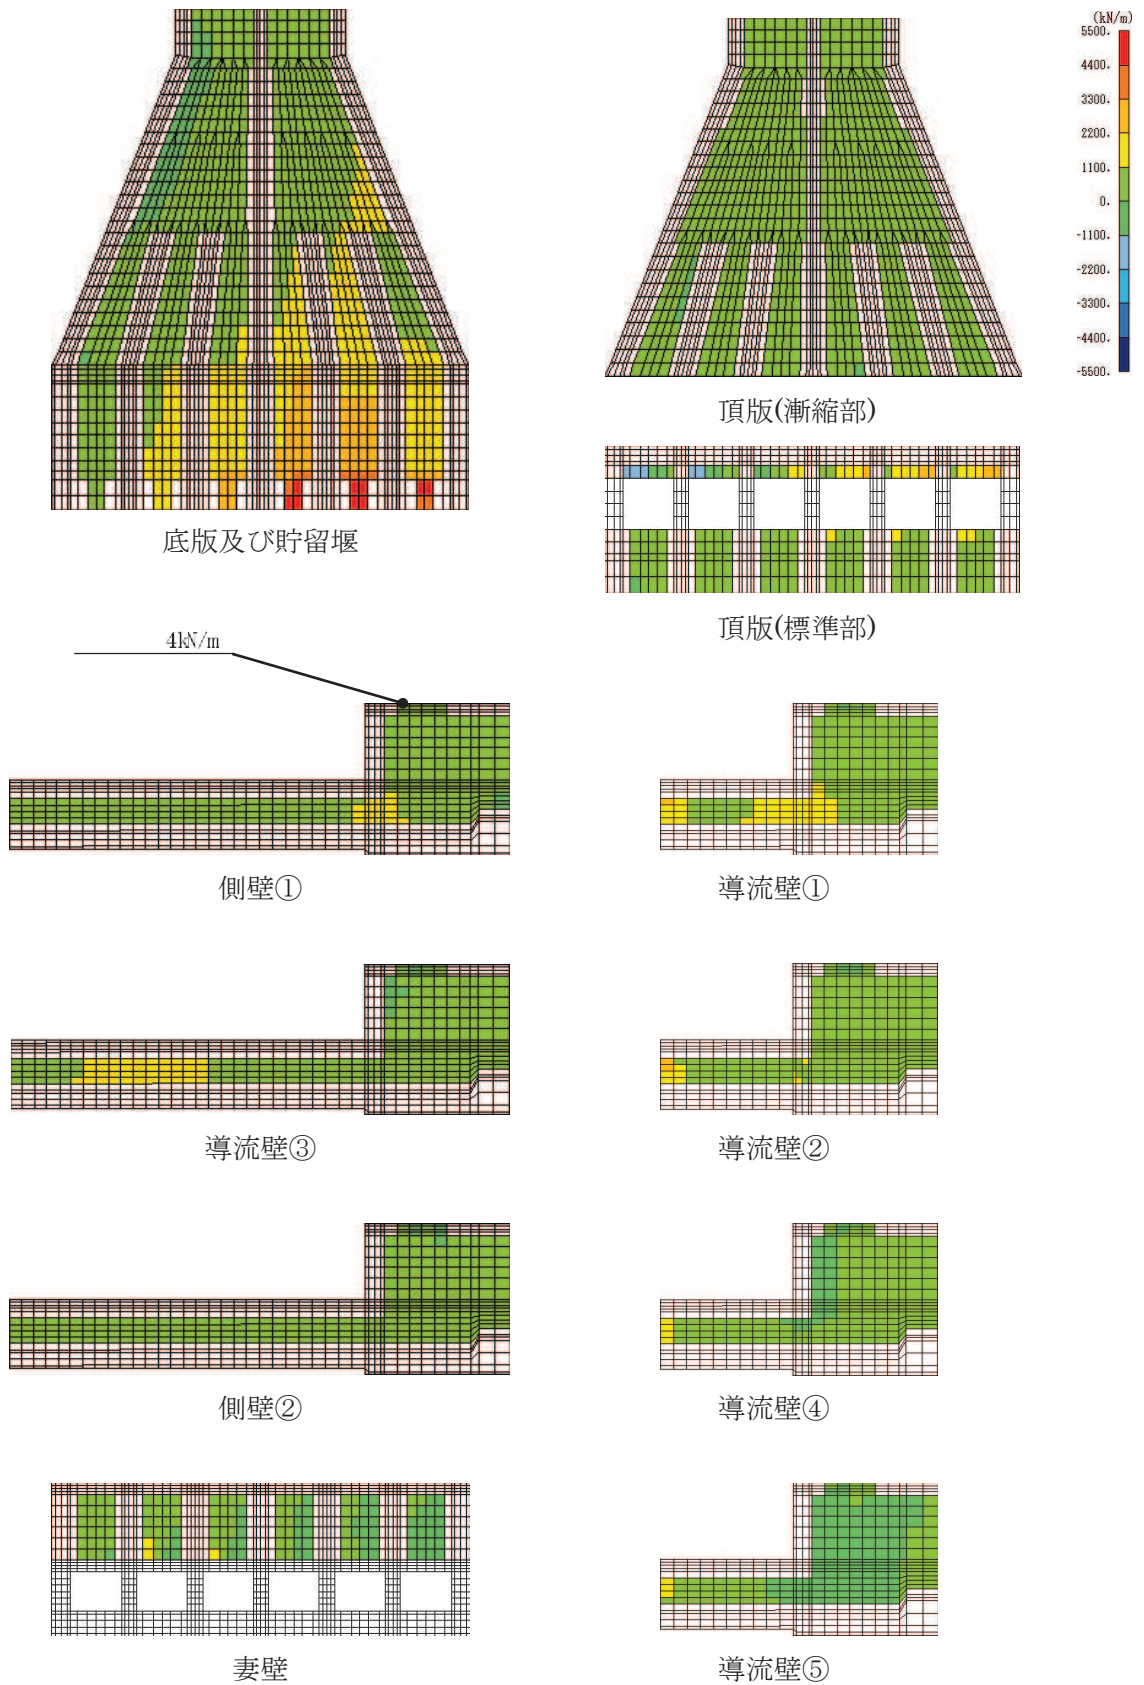 (kN/m)
5500.
4400.
3300.
2200.
1100.
0.
-1100.
-2200.
-3300.
-4400.
-5500.
頂版(漸縮部)
底版及び貯留堰
頂版(標準部)
4kN/m
側壁①
導流壁①
導流壁③
導流壁②
側壁②
導流壁④
妻壁
導流壁⑤